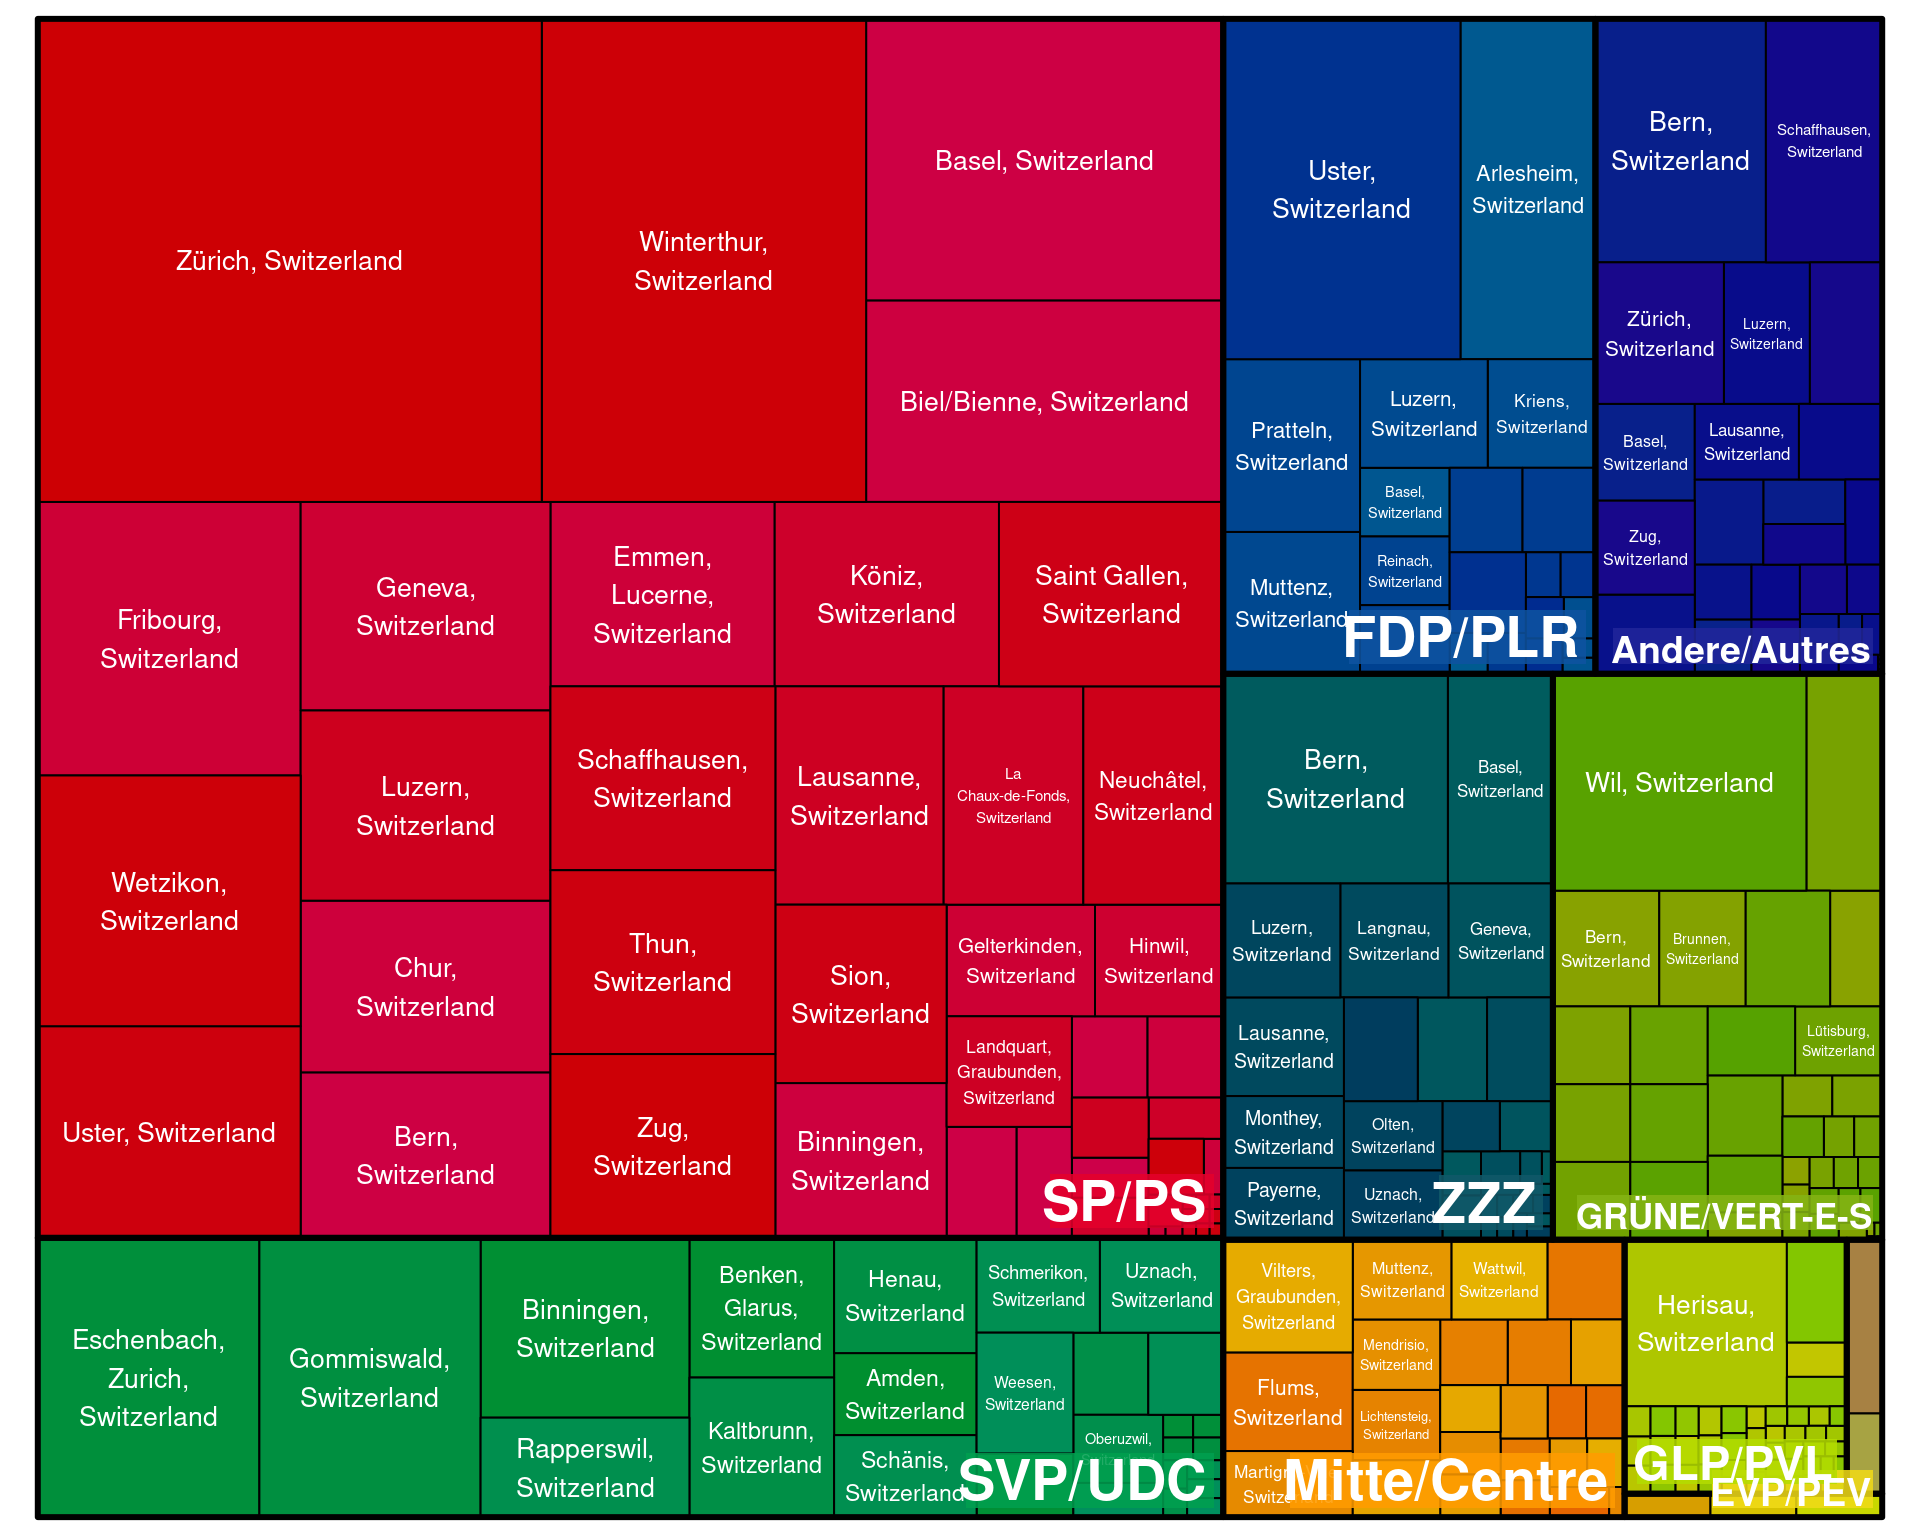 Zürich, Switzerland
Winterthur,
Switzerland
Basel, Switzerland
Biel/Bienne, Switzerland
Fribourg,
Switzerland
Geneva,
Switzerland
Emmen,
Lucerne,
Switzerland
Köniz,
Switzerland
Saint Gallen,
Switzerland
Wetzikon,
Switzerland
Luzern,
Switzerland
Schaffhausen,
Switzerland
Lausanne,
Switzerland
La
Chaux-de-Fonds,
Switzerland
Neuchâtel,
Switzerland
Chur,
Switzerland
Thun,
Switzerland
Sion,
Switzerland
Gelterkinden,
Switzerland
Hinwil,
Switzerland
Landquart,
Graubunden,
Switzerland
Uster, Switzerland
Bern,
Switzerland
Zug,
Switzerland
Binningen,
Switzerland
SP/PS
Uster,
Switzerland
Arlesheim,
Switzerland
Pratteln,
Switzerland
Luzern,
Switzerland
Kriens,
Switzerland
Basel,
Switzerland
Reinach,
Switzerland
Muttenz,
Switzerland
FDP/PLR
Bern,
Switzerland
Schaffhausen,
Switzerland
Zürich,
Switzerland
Luzern,
Switzerland
Basel,
Switzerland
Lausanne,
Switzerland
Zug,
Switzerland
Andere/Autres
Bern,
Switzerland
Basel,
Switzerland
Luzern,
Switzerland
Langnau,
Switzerland
Geneva,
Switzerland
Lausanne,
Switzerland
Monthey,
Switzerland
Olten,
Switzerland
Payerne,
Switzerland
Uznach,
Switzerland
ZZZ
Wil, Switzerland
Bern,
Switzerland
Brunnen,
Switzerland
Lütisburg,
Switzerland
GRÜNE/VERT-E-S
Eschenbach,
Zurich,
Switzerland
Gommiswald,
Switzerland
Binningen,
Switzerland
Rapperswil,
Switzerland
Benken,
Glarus,
Switzerland
Kaltbrunn,
Switzerland
Henau,
Switzerland
Amden,
Switzerland
Schänis,
Switzerland
Schmerikon,
Switzerland
Uznach,
Switzerland
Weesen,
Switzerland
Oberuzwil,
SVP/UDC
Vilters,
Graubunden,
Switzerland
Muttenz,
Switzerland
Wattwil,
Switzerland
Mendrisio,
Switzerland
Flums,
Switzerland
Lichtensteig,
Switzerland
Mitte/Centre
Herisau,
Switzerland
GLP/PVL
EVP/PEV